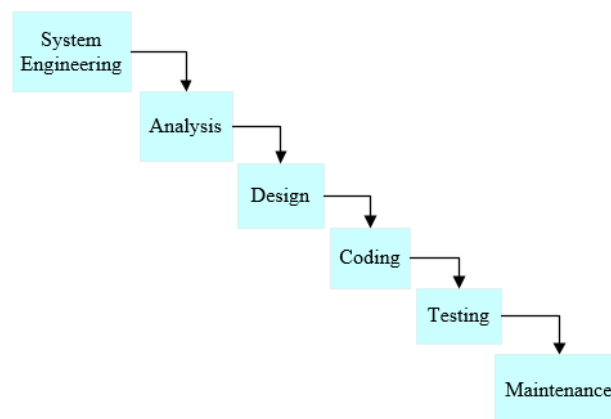 System
Engineering
Analysis
Design
Coding
Testing
Maintenance